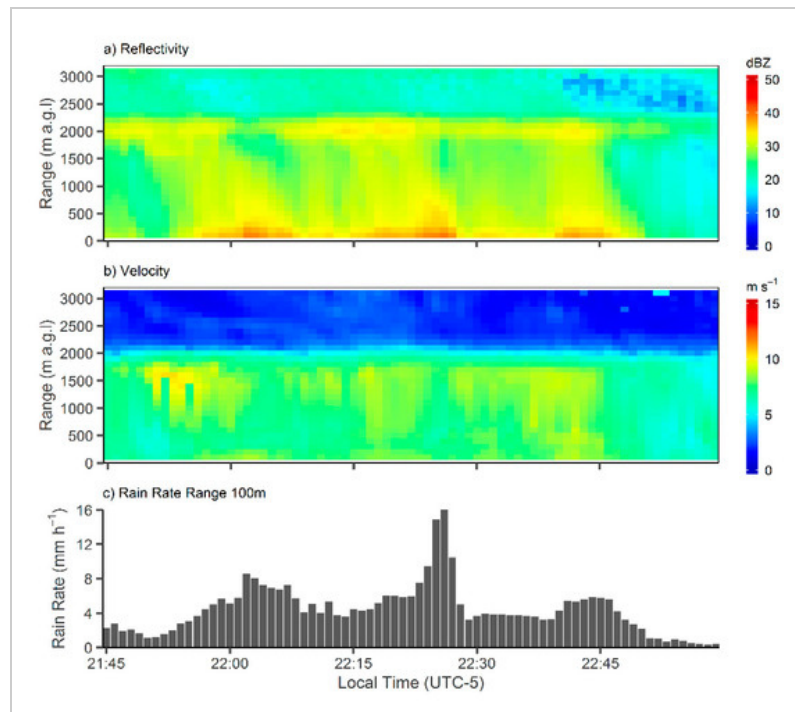 a) Reflectivity
dBZ
Range (m a.g.l)
3000
2500
2000
1500
1000
500
0
50
40
30
20
10
0
b) Velocity
m s⁻¹
Range (m a.g.l)
3000
2500
2000
1500
1000
500
0
15
10
5
0
c) Rain Rate Range 100m
Rain Rate (mm h⁻¹)
16
12
8
4
0
21:45 22:00 22:15 22:30 22:45
Local Time (UTC-5)